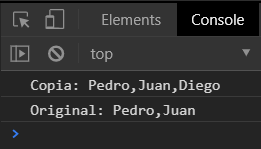 Elements Console
top
Copia: Pedro,Juan,Diego
Original: Pedro,Juan
>